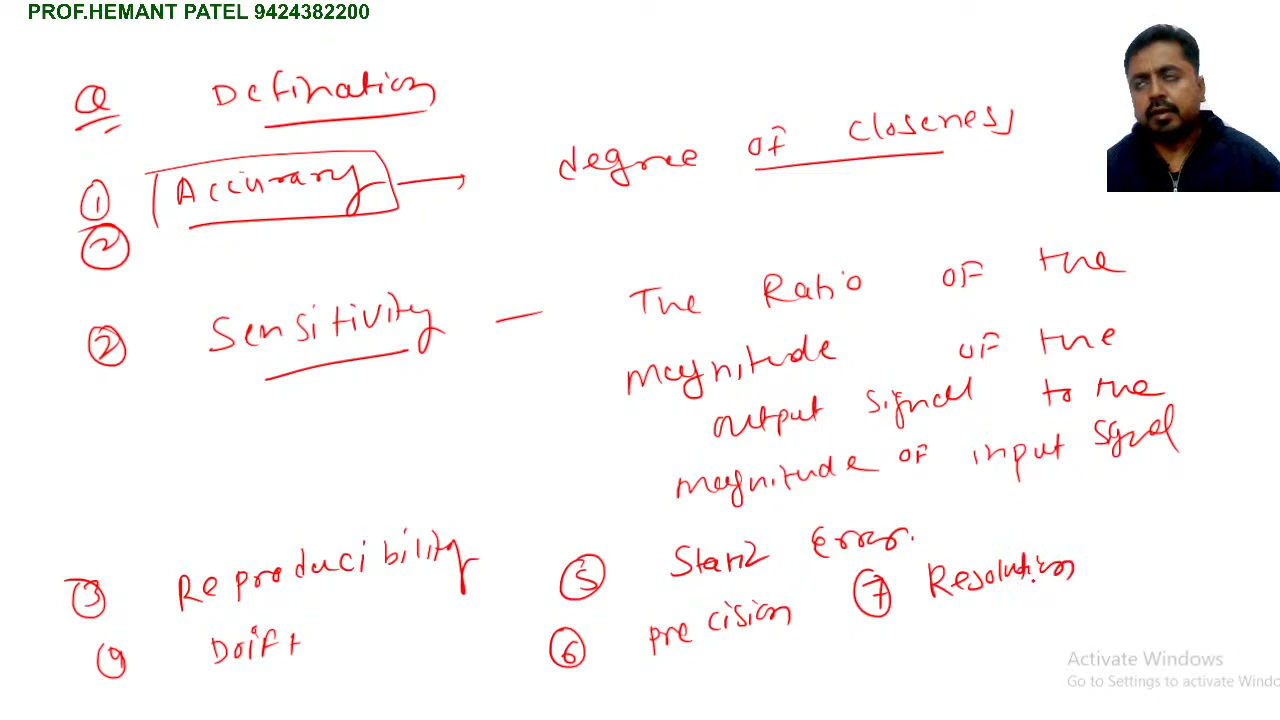 PROF.HEMANT PATEL 9424382200
Q Defination
① Accuracy → degree of closeness
②
② Sensitivity — The Ratio of the
magnitude of the
output signal to the
magnitude of input signal
③ Reproducibility ⑤ Static Error.
④ Drift ⑥ precision ⑦ Resolution
Activate Windows
Go to Settings to activate Windo